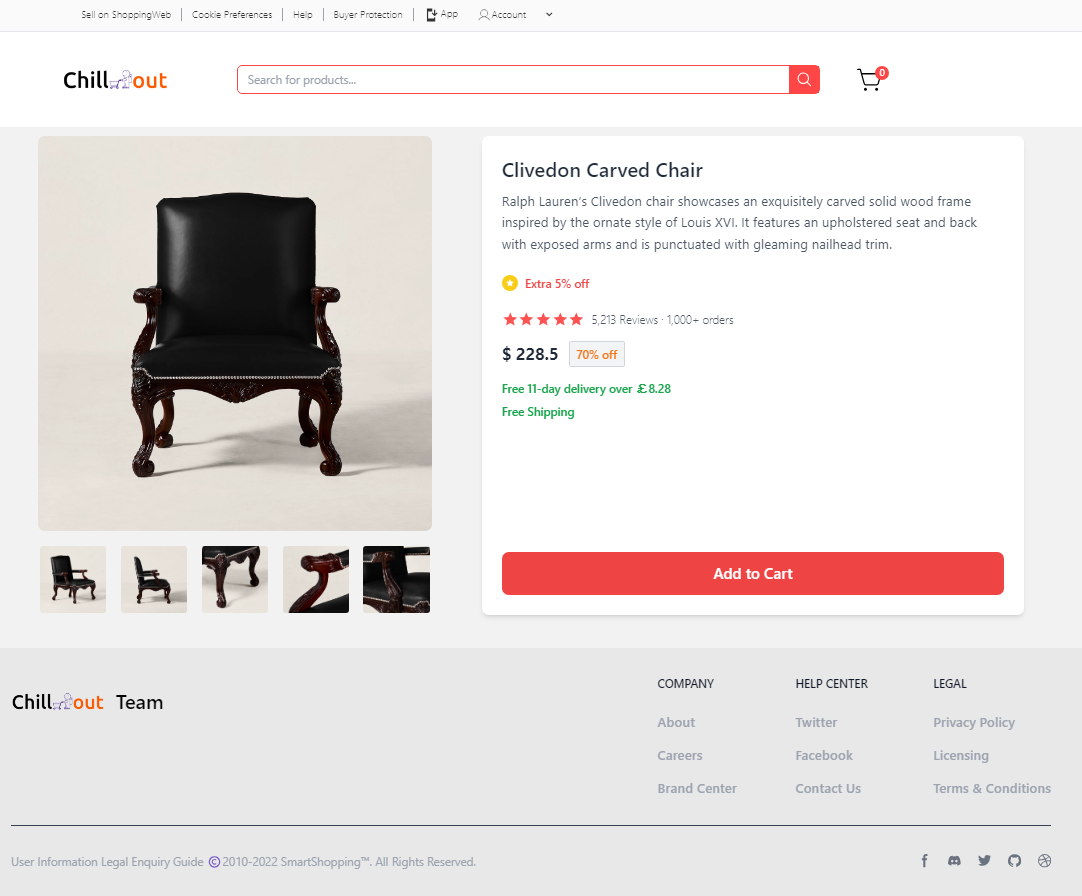 Sell on ShoppingWeb Cookie Preferences Help Buyer Protection App Account
Chill out
Search for products...
0
Clivedon Carved Chair
Ralph Lauren's Clivedon chair showcases an exquisitely carved solid wood frame
inspired by the ornate style of Louis XVI. It features an upholstered seat and back
with exposed arms and is punctuated with gleaming nailhead trim.
Extra 5% off
5,213 Reviews · 1,000+ orders
$ 228.5 70% off
Free 11-day delivery over £8.28
Free Shipping
Add to Cart
Chill out Team
COMPANY
About
Careers
Brand Center
HELP CENTER
Twitter
Facebook
Contact Us
LEGAL
Privacy Policy
Licensing
Terms & Conditions
User Information Legal Enquiry Guide © 2010-2022 SmartShopping™. All Rights Reserved.